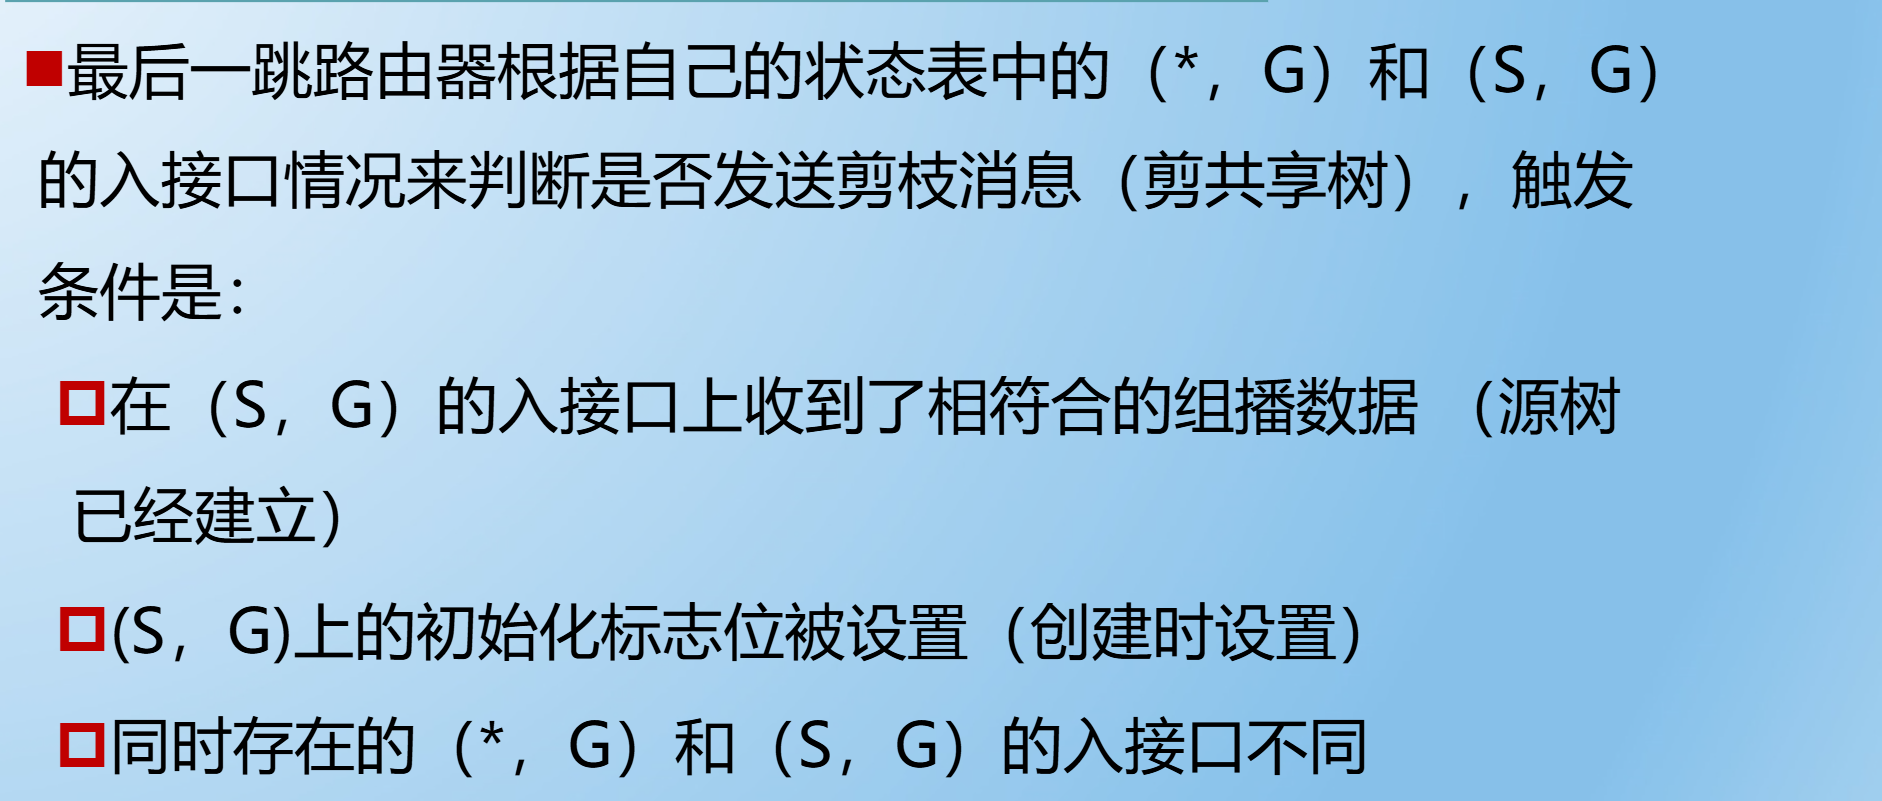 最后一跳路由器根据自己的状态表中的（*，G）和（S，G）
的入接口情况来判断是否发送剪枝消息（剪共享树），触发
条件是：
在（S，G）的入接口上收到了相符合的组播数据 （源树
已经建立）
(S，G)上的初始化标志位被设置（创建时设置）
同时存在的（*，G）和（S，G）的入接口不同